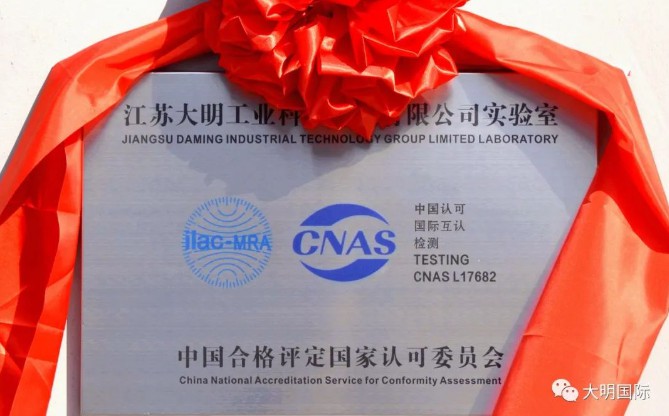 江苏大明工业科 有限公司实验室
JIANGSU DAMING INDUSTRIAL TECHNOLOGY GROUP LIMITED LABORATORY
ilac-MRA
CNAS
中国认可
国际互认
检测
TESTING
CNAS L17682
中国合格评定国家认可委员会
China National Accreditation Service for Conformity Assessment
大明国际